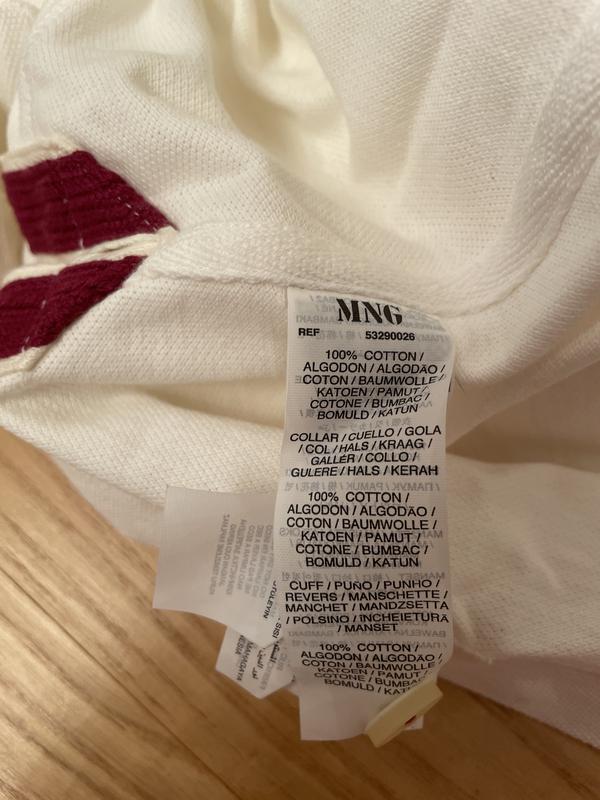 MNG
REF 53290026
100% COTTON /
ALGODON / ALGODÃO /
COTON / BAUMWOLLE /
KATOEN / PAMUT /
COTONE / BUMBAC /
BOMULD / KATUN
COLLAR / CUELLO / GOLA
/ COL / HALS / KRAAG /
GALLÉR / COLLO /
GULERE / HALS / KERAH
100% COTTON /
ALGODON / ALGODÃO /
COTON / BAUMWOLLE /
KATOEN / PAMUT /
COTONE / BUMBAC /
BOMULD / KATUN
CUFF / PUÑO / PUNHO /
REVERS / MANSCHETTE /
MANCHET / MANDZSETTA
/ POLSINO / ÎNCHEIETURĂ
/ MANSET
100% COTTON /
ALGODON / ALGODÃO /
COTON / BAUMWOLLE /
KATOEN / PAMUT /
COTONE / BUMBAC /
BOMULD /